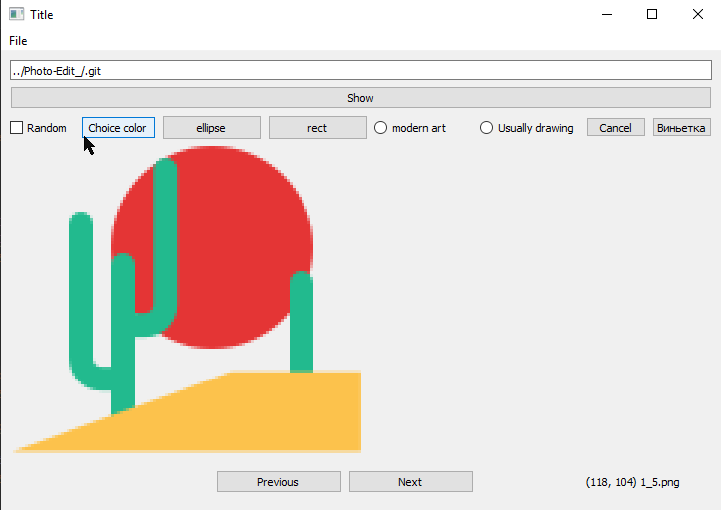 Title
File
../Photo-Edit_/.git
Show
Random Choice color ellipse rect modern art Usually drawing Cancel Виньетка
Previous Next (118, 104) 1_5.png